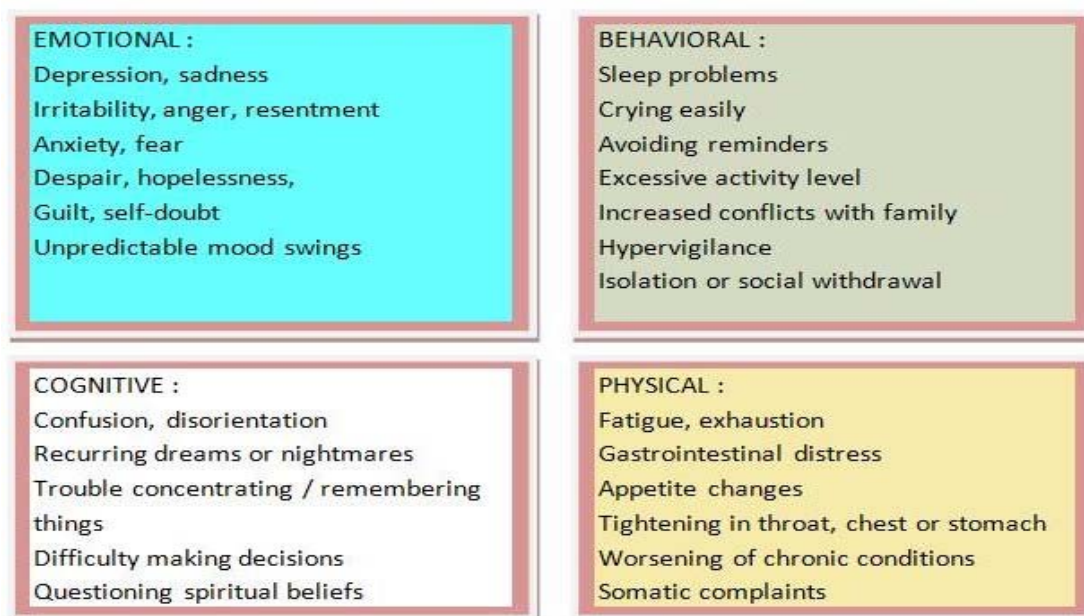 EMOTIONAL :
Depression, sadness
Irritability, anger, resentment
Anxiety, fear
Despair, hopelessness,
Guilt, self-doubt
Unpredictable mood swings
BEHAVIORAL :
Sleep problems
Crying easily
Avoiding reminders
Excessive activity level
Increased conflicts with family
Hypervigilance
Isolation or social withdrawal
COGNITIVE :
Confusion, disorientation
Recurring dreams or nightmares
Trouble concentrating / remembering
things
Difficulty making decisions
Questioning spiritual beliefs
PHYSICAL :
Fatigue, exhaustion
Gastrointestinal distress
Appetite changes
Tightening in throat, chest or stomach
Worsening of chronic conditions
Somatic complaints